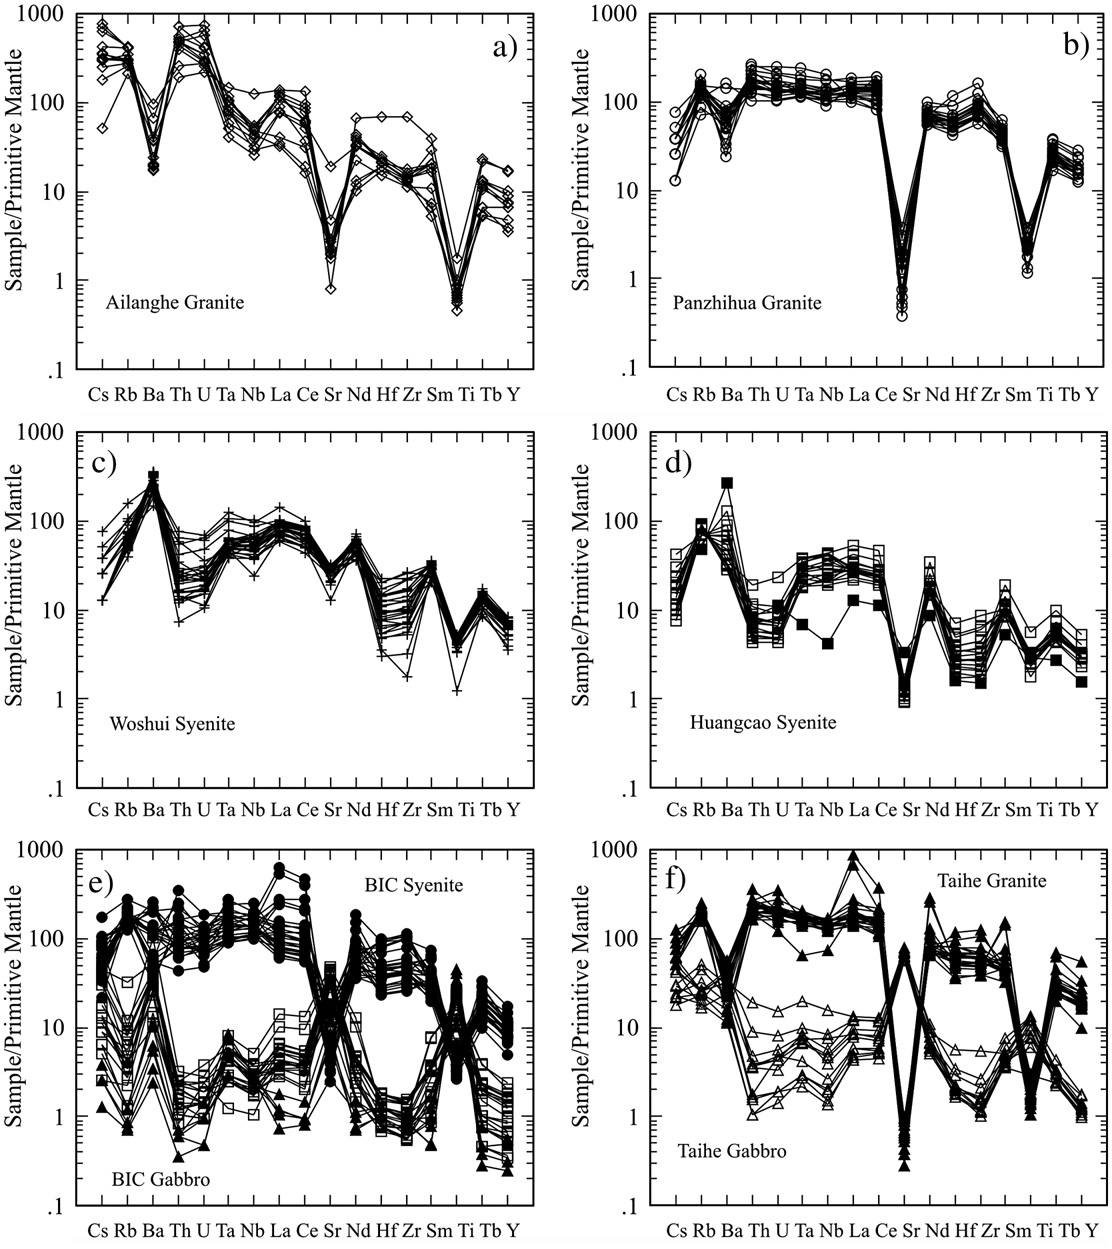 1000
100
10
1
.1
Sample/Primitive Mantle
a)
Ailanghe Granite
Cs Rb Ba Th U Ta Nb La Ce Sr Nd Hf Zr Sm Ti Tb Y
1000
100
10
1
.1
Sample/Primitive Mantle
b)
Panzhihua Granite
Cs Rb Ba Th U Ta Nb La Ce Sr Nd Hf Zr Sm Ti Tb Y
1000
100
10
1
.1
Sample/Primitive Mantle
c)
Woshui Syenite
Cs Rb Ba Th U Ta Nb La Ce Sr Nd Hf Zr Sm Ti Tb Y
1000
100
10
1
.1
Sample/Primitive Mantle
d)
Huangcao Syenite
Cs Rb Ba Th U Ta Nb La Ce Sr Nd Hf Zr Sm Ti Tb Y
1000
100
10
1
.1
Sample/Primitive Mantle
e)
BIC Syenite
BIC Gabbro
Cs Rb Ba Th U Ta Nb La Ce Sr Nd Hf Zr Sm Ti Tb Y
1000
100
10
1
.1
Sample/Primitive Mantle
f)
Taihe Granite
Taihe Gabbro
Cs Rb Ba Th U Ta Nb La Ce Sr Nd Hf Zr Sm Ti Tb Y